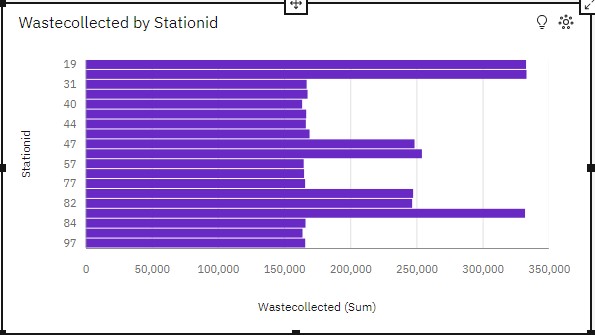 Wastecollected by Stationid
Stationid
19
31
40
44
47
57
77
82
84
97
0 50,000 100,000 150,000 200,000 250,000 300,000 350,000
Wastecollected (Sum)